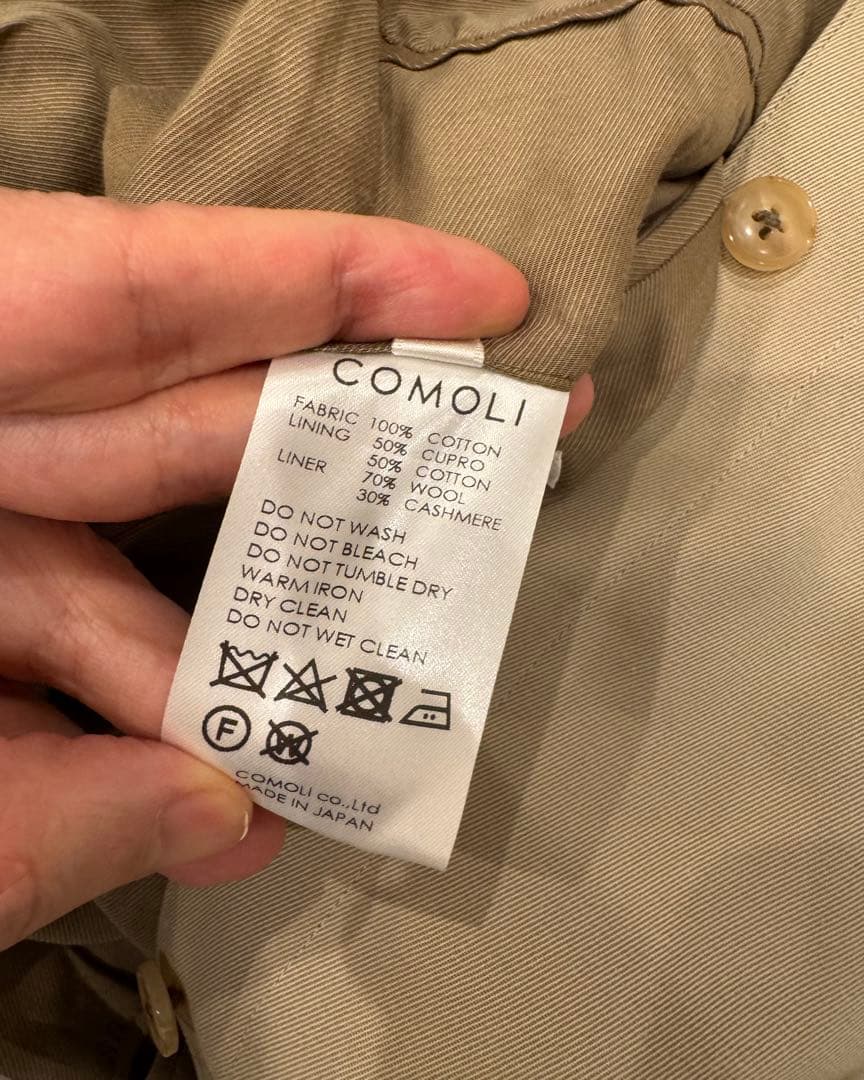 COMOLI
FABRIC 100% COTTON
LINING 50% CUPRO
50% COTTON
LINER 70% WOOL
30% CASHMERE
DO NOT WASH
DO NOT BLEACH
DO NOT TUMBLE DRY
WARM IRON
DRY CLEAN
DO NOT WET CLEAN
F W
COMOLI co.,Ltd
MADE IN JAPAN